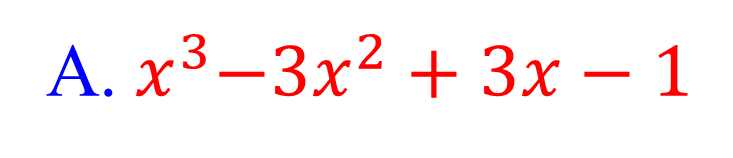 A. x³−3x² + 3x − 1